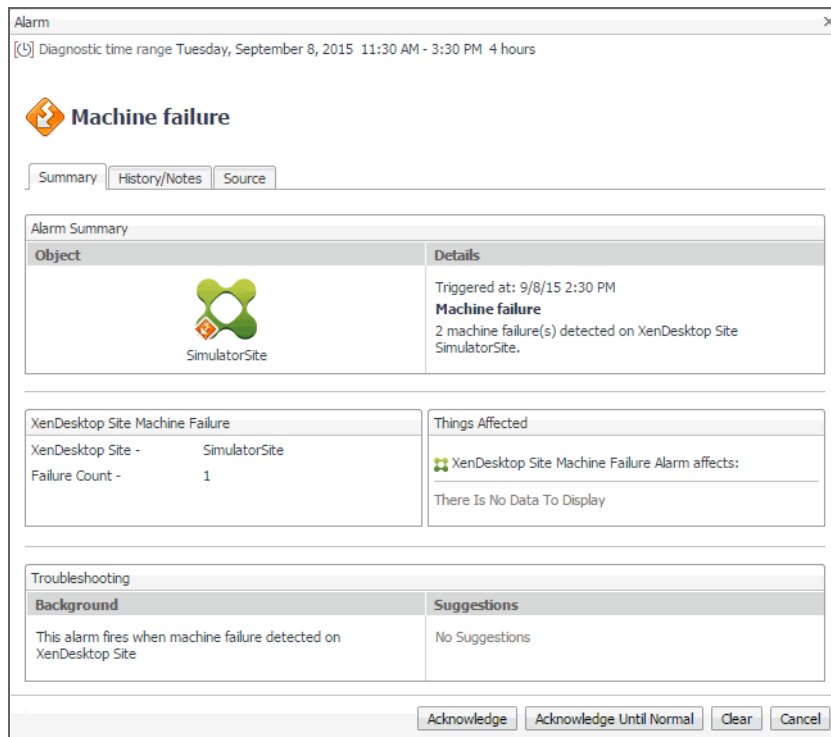 Alarm
Diagnostic time range Tuesday, September 8, 2015 11:30 AM - 3:30 PM 4 hours
Machine failure
Summary
History/Notes
Source
Alarm Summary
Object
Details
SimulatorSite
Triggered at: 9/8/15 2:30 PM
Machine failure
2 machine failure(s) detected on XenDesktop Site
SimulatorSite.
XenDesktop Site Machine Failure
XenDesktop Site - SimulatorSite
Failure Count - 1
Things Affected
XenDesktop Site Machine Failure Alarm affects:
There Is No Data To Display
Troubleshooting
Background
Suggestions
This alarm fires when machine failure detected on
XenDesktop Site
No Suggestions
Acknowledge
Acknowledge Until Normal
Clear
Cancel